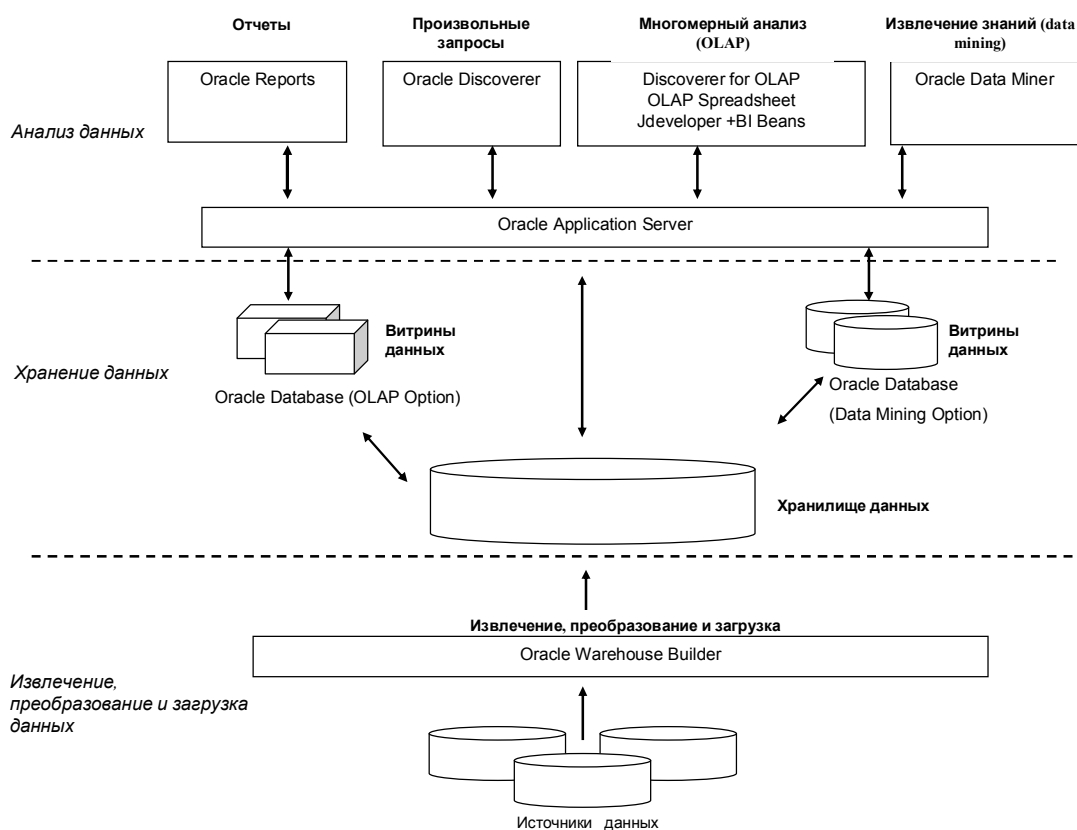 Отчеты
Произвольные
запросы
Многомерный анализ
(OLAP)
Извлечение знаний (data
mining)
Oracle Reports
Oracle Discoverer
Discoverer for OLAP
OLAP Spreadsheet
Jdeveloper +BI Beans
Oracle Data Miner
Анализ данных
Oracle Application Server
Витрины
данных
Витрины
данных
Хранение данных
Oracle Database (OLAP Option)
Oracle Database
(Data Mining Option)
Хранилище данных
Извлечение, преобразование и загрузка
Oracle Warehouse Builder
Извлечение,
преобразование и загрузка
данных
Источники данных